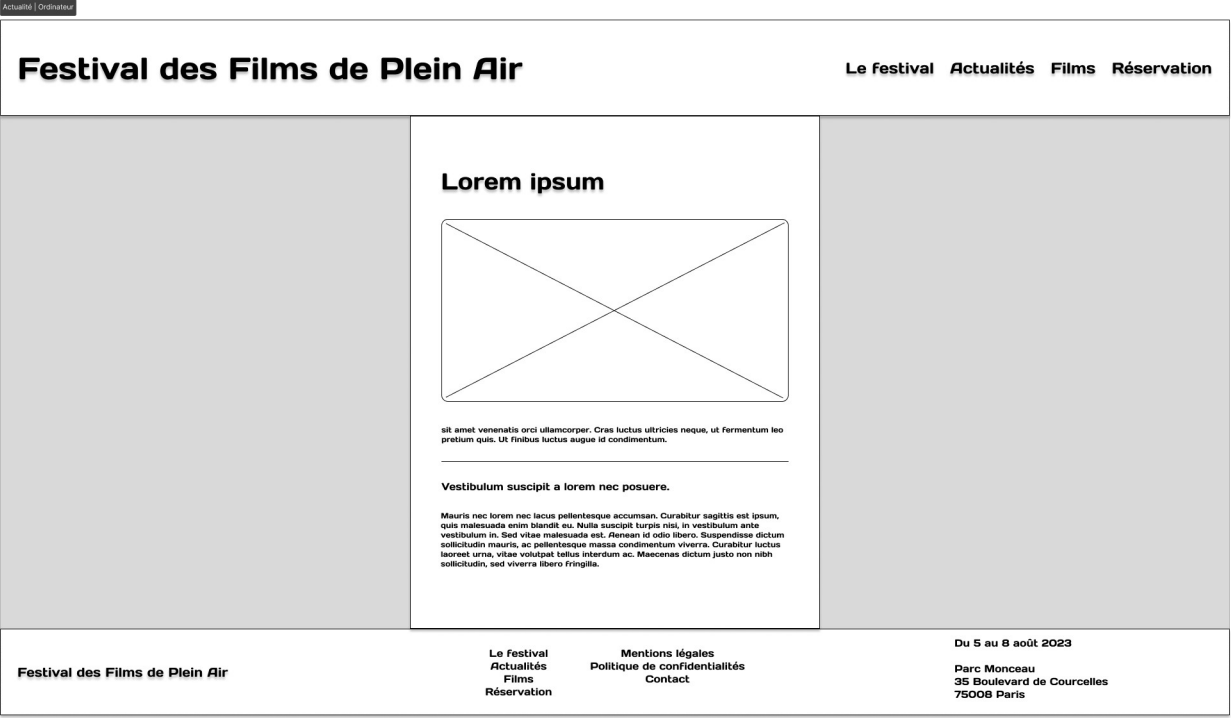 Actualité | Ordinateur
Festival des Films de Plein Air
Le festival Actualités Films Réservation
Lorem ipsum
sit amet venenatis orci ullamcorper. Cras luctus ultricies neque, ut fermentum leo
pretium quis. Ut finibus luctus augue id condimentum.
Vestibulum suscipit a lorem nec posuere.
Mauris nec lorem nec lacus pellentesque accumsan. Curabitur sagittis est ipsum,
quis malesuada enim blandit eu. Nulla suscipit turpis nisi, in vestibulum ante
vestibulum in. Sed vitae malesuada est. Aenean id odio libero. Suspendisse dictum
sollicitudin mauris, ac pellentesque massa condimentum viverra. Curabitur luctus
laoreet urna, vitae volutpat tellus interdum ac. Maecenas dictum justo non nibh
sollicitudin, sed viverra libero fringilla.
Festival des Films de Plein Air
Le festival
Actualités
Films
Réservation
Mentions légales
Politique de confidentialités
Contact
Du 5 au 8 août 2023
Parc Monceau
35 Boulevard de Courcelles
75008 Paris